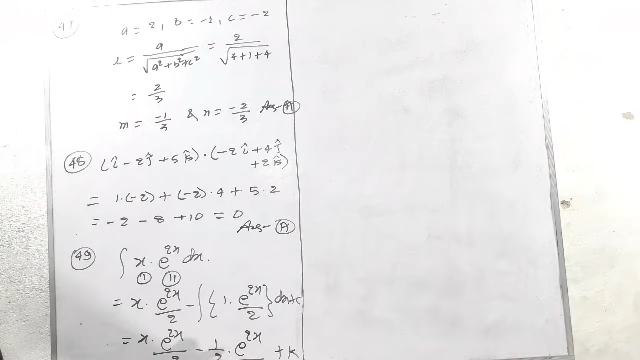 a = 2, b = -1, c = -2
l = a / √(a²+b²+c²) = 2 / √(4+1+4)
= 2/3
m = -1/3 & n = -2/3 Ans-(A)
(48) (î - 2ĵ + 5k̂) · (-2î + 4ĵ
+ 2k̂)
= 1·(-2) + (-2)·4 + 5·2
= -2 - 8 + 10 = 0
Ans- (A)
(49) ∫ x · e^{2x} dx.
(I) (II)
= x · e^{2x}/2 - ∫{1 · e^{2x}/2} dx
= x · e^{2x}/2 - 1/2 · e^{2x} + k